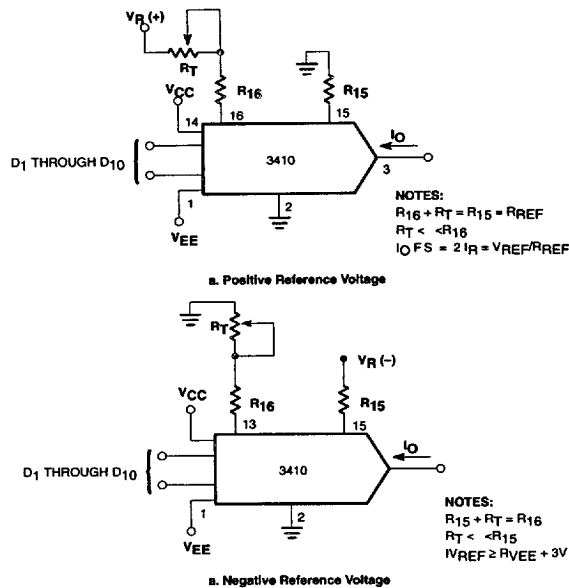 VR(+)
RT
R16
R15
VCC
14
16
15
IO
D1 THROUGH D10
3410
3
1
2
VEE
NOTES:
R16 + RT = R15 = RREF
RT < <R16
IO FS = 2 IR = VREF/RREF
a. Positive Reference Voltage
RT
VR(–)
VCC
R16
R15
13
15
IO
D1 THROUGH D10
3410
1
2
VEE
NOTES:
R15 + RT = R16
RT < <R15
IVREF ≥ RVEE + 3V
a. Negative Reference Voltage